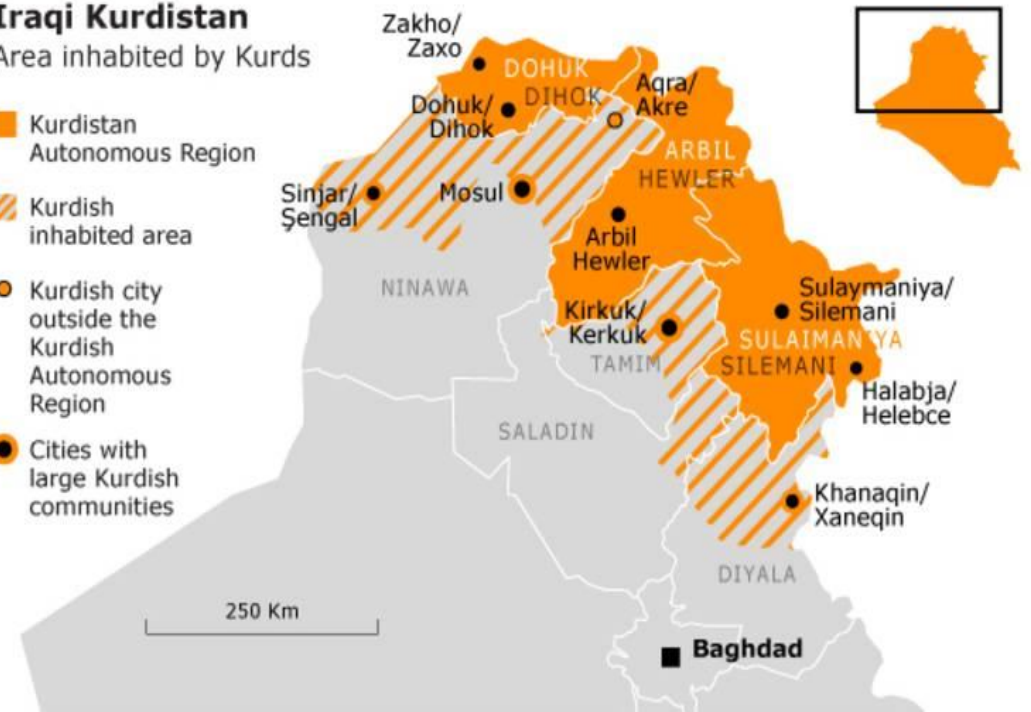 Iraqi Kurdistan
Area inhabited by Kurds
Kurdistan
Autonomous Region
Kurdish
inhabited area
Kurdish city
outside the
Kurdish
Autonomous
Region
Cities with
large Kurdish
communities
Zakho/
Zaxo
DOHUK
DIHOK
Dohuk/
Dihok
Aqra/
Akre
ARBIL
HEWLER
Sinjar/
Şengal
Mosul
Arbil
Hewler
NINAWA
Kirkuk/
Kerkuk
TAMIM
Sulaymaniya/
Silemani
SULAIMANIYA
SILEMANI
Halabja/
Helebce
SALADIN
Khanaqin/
Xaneqin
DIYALA
250 Km
Baghdad